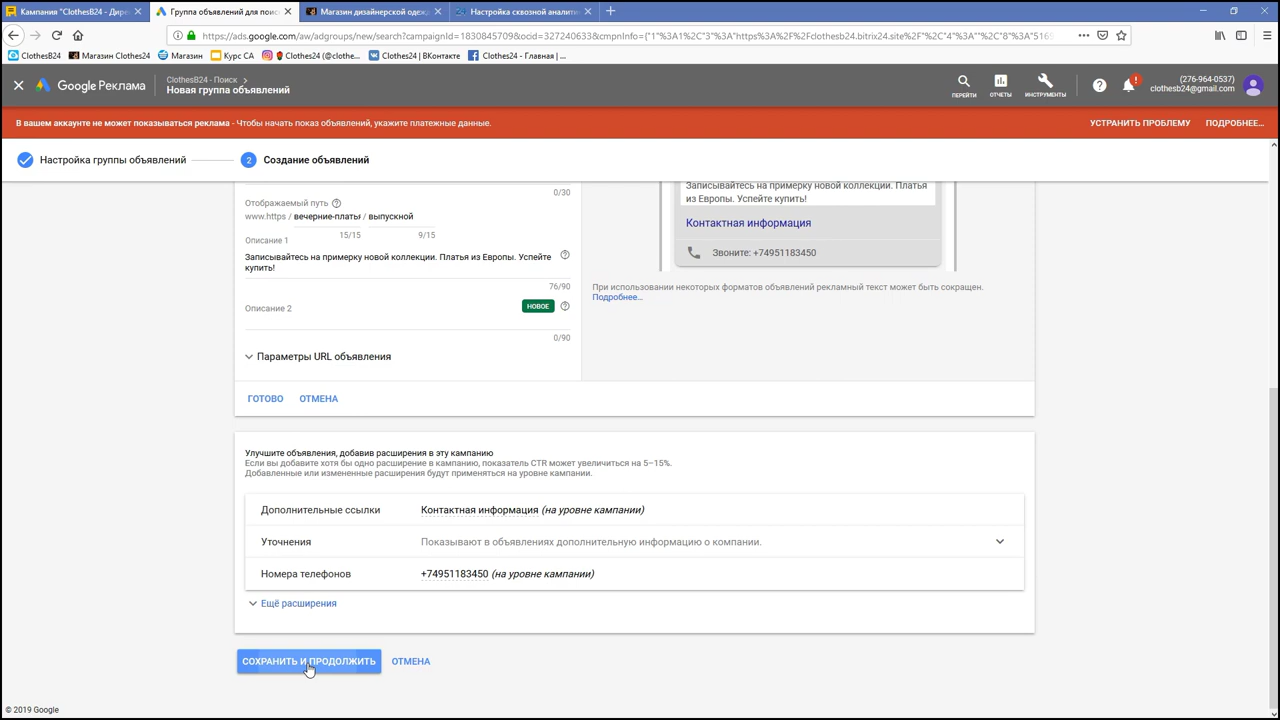 Кампания "ClothesB24" - Дире
Группа объявлений для поис
Магазин дизайнерской одеж
Настройка сквозной аналити
https://ads.google.com/aw/adgroups/new/search?campaignId=1830845709&ocid=327240633&cmpnInfo={"1"%3A1%2C"3"%3A"https%3A%2F%2Fclothesb24.bitrix24.site%2F"%2C"4"%3A""%2C"8"%3A"5169
ClothesB24
Магазин Clothes24
Магазин
Курс СА
Clothes24 (@clothe...
Clothes24 | ВКонтакте
Clothes24 - Главная | ...
Google Реклама
ClothesB24 - Поиск
Новая группа объявлений
ПЕРЕЙТИ
ОТЧЕТЫ
ИНСТРУМЕНТЫ
(276-964-0537)
clothesb24@gmail.com
В вашем аккаунте не может показываться реклама - Чтобы начать показ объявлений, укажите платежные данные.
УСТРАНИТЬ ПРОБЛЕМУ
ПОДРОБНЕЕ...
Настройка группы объявлений
2 Создание объявлений
0/30
Отображаемый путь
www.https / вечерние-платья / выпускной
15/15 9/15
Описание 1
Записывайтесь на примерку новой коллекции. Платья из Европы. Успейте
купить!
76/90
Описание 2
НОВОЕ
0/90
Параметры URL объявления
ГОТОВО
ОТМЕНА
Записывайтесь на примерку новой коллекции. Платья
из Европы. Успейте купить!
Контактная информация
Звоните: +74951183450
При использовании некоторых форматов объявлений рекламный текст может быть сокращен.
Подробнее...
Улучшите объявления, добавив расширения в эту кампанию
Если вы добавите хотя бы одно расширение в кампанию, показатель CTR может увеличиться на 5–15%.
Добавленные или измененные расширения будут применяться на уровне кампании.
Дополнительные ссылки
Контактная информация (на уровне кампании)
Уточнения
Показывают в объявлениях дополнительную информацию о компании.
Номера телефонов
+74951183450 (на уровне кампании)
Ещё расширения
СОХРАНИТЬ И ПРОДОЛЖИТЬ
ОТМЕНА
© 2019 Google